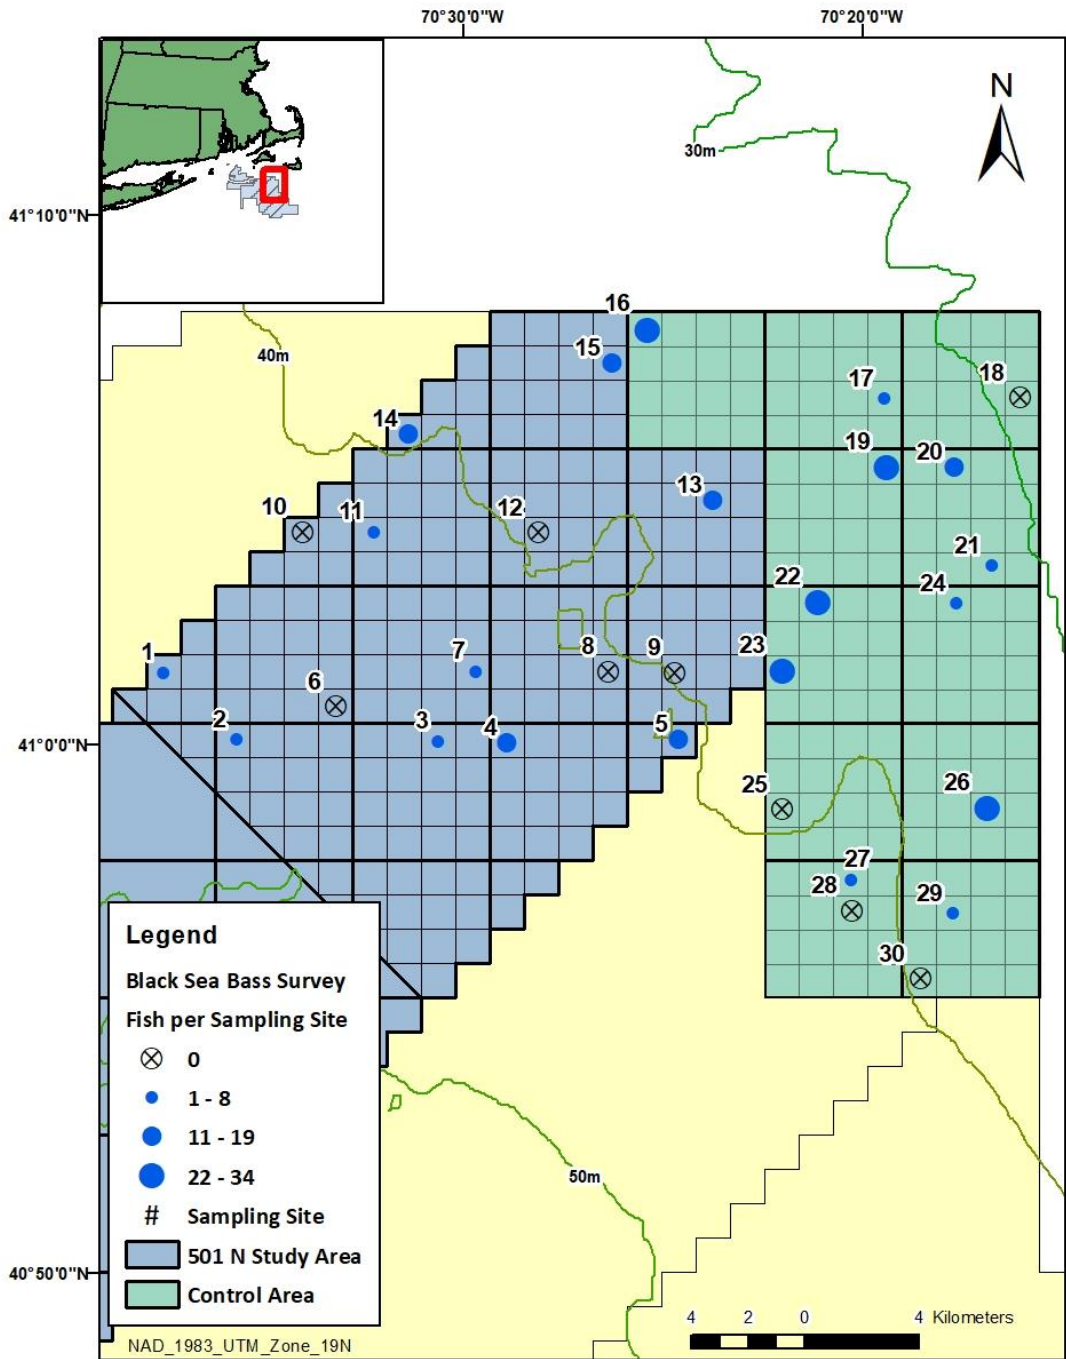 70°30'0"W
70°20'0"W
N
30m
41°10'0"N
16
40m
15
17
18
14
19
20
13
10
11
12
21
22
24
1
7
8
9
23
6
2
3
4
5
41°0'0"N
25
26
27
28
29
30
Legend
Black Sea Bass Survey
Fish per Sampling Site
0
1 - 8
11 - 19
22 - 34
# Sampling Site
501 N Study Area
Control Area
50m
40°50'0"N
4 2 0 4 Kilometers
NAD_1983_UTM_Zone_19N